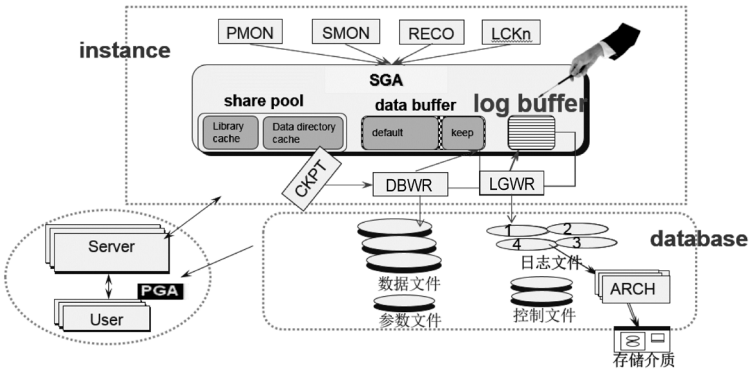 PMON
SMON
RECO
LCKn
instance
SGA
share pool
data buffer
log buffer
Library
cache
Data directory
cache
default
keep
CKPT
DBWR
LGWR
Server
PGA
User
1
2
4
3
database
日志文件
数据文件
ARCH
参数文件
控制文件
存储介质